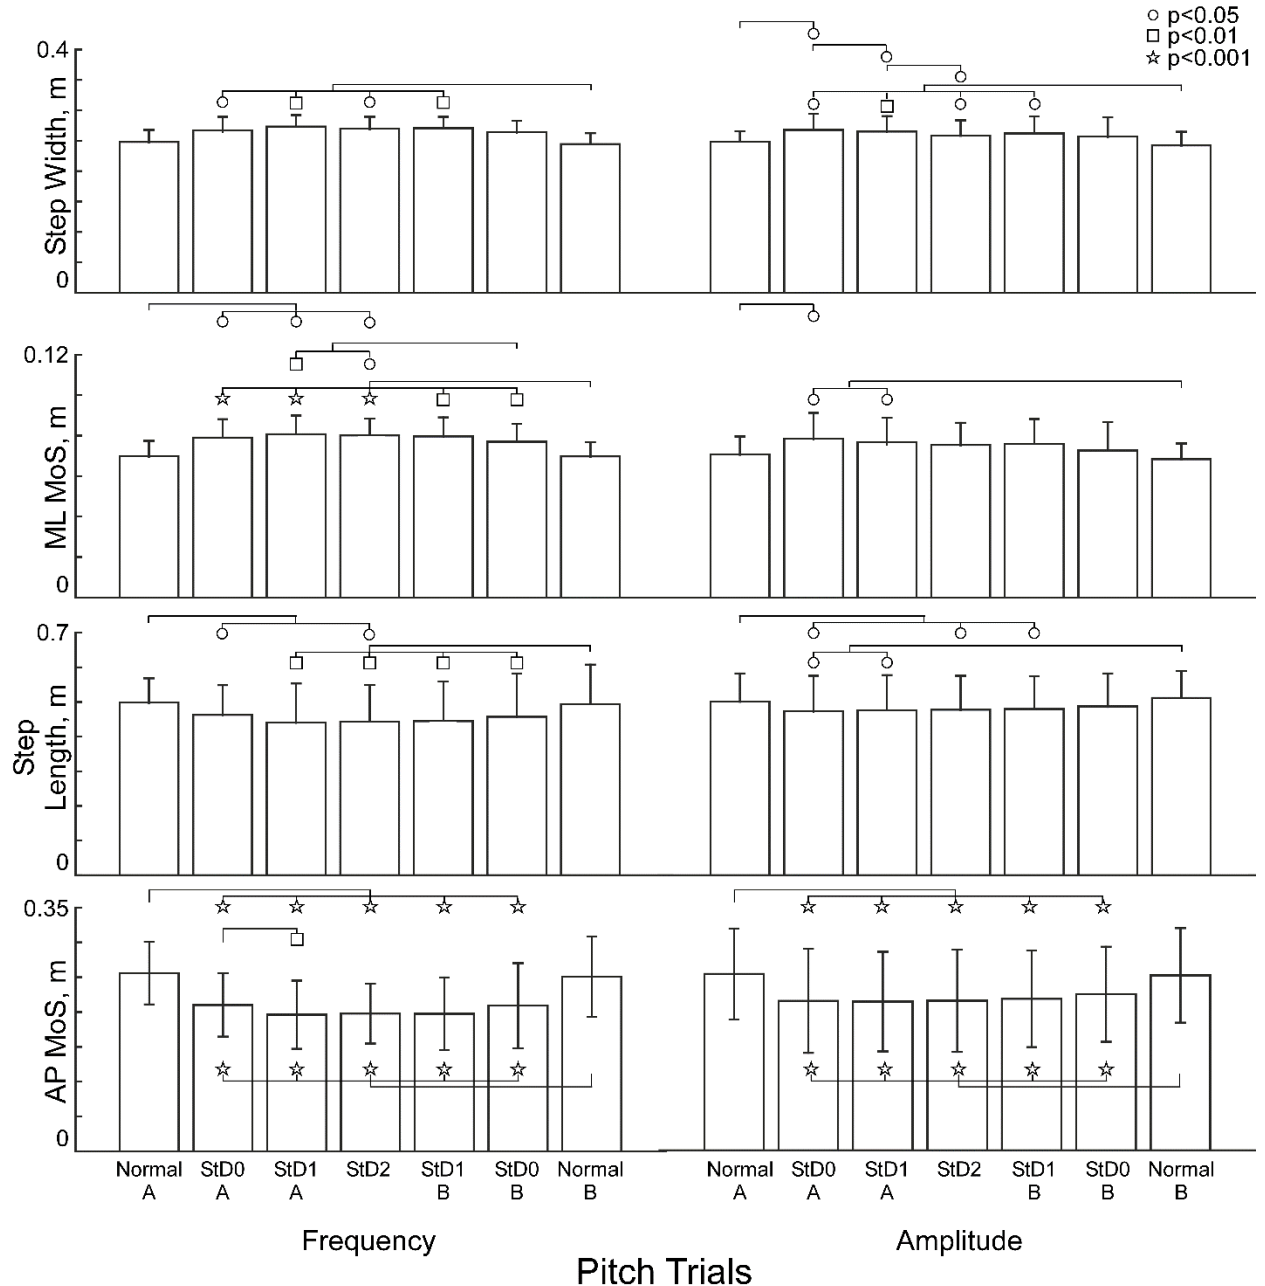 p<0.05
p<0.01
p<0.001
0.4
Step Width, m
0
0.12
ML MoS, m
0
0.7
Step
Length, m
0
0.35
AP MoS, m
0
Normal StD0 StD1 StD2 StD1 StD0 Normal
A A A B B B
Normal StD0 StD1 StD2 StD1 StD0 Normal
A A A B B B
Frequency
Amplitude
Pitch Trials